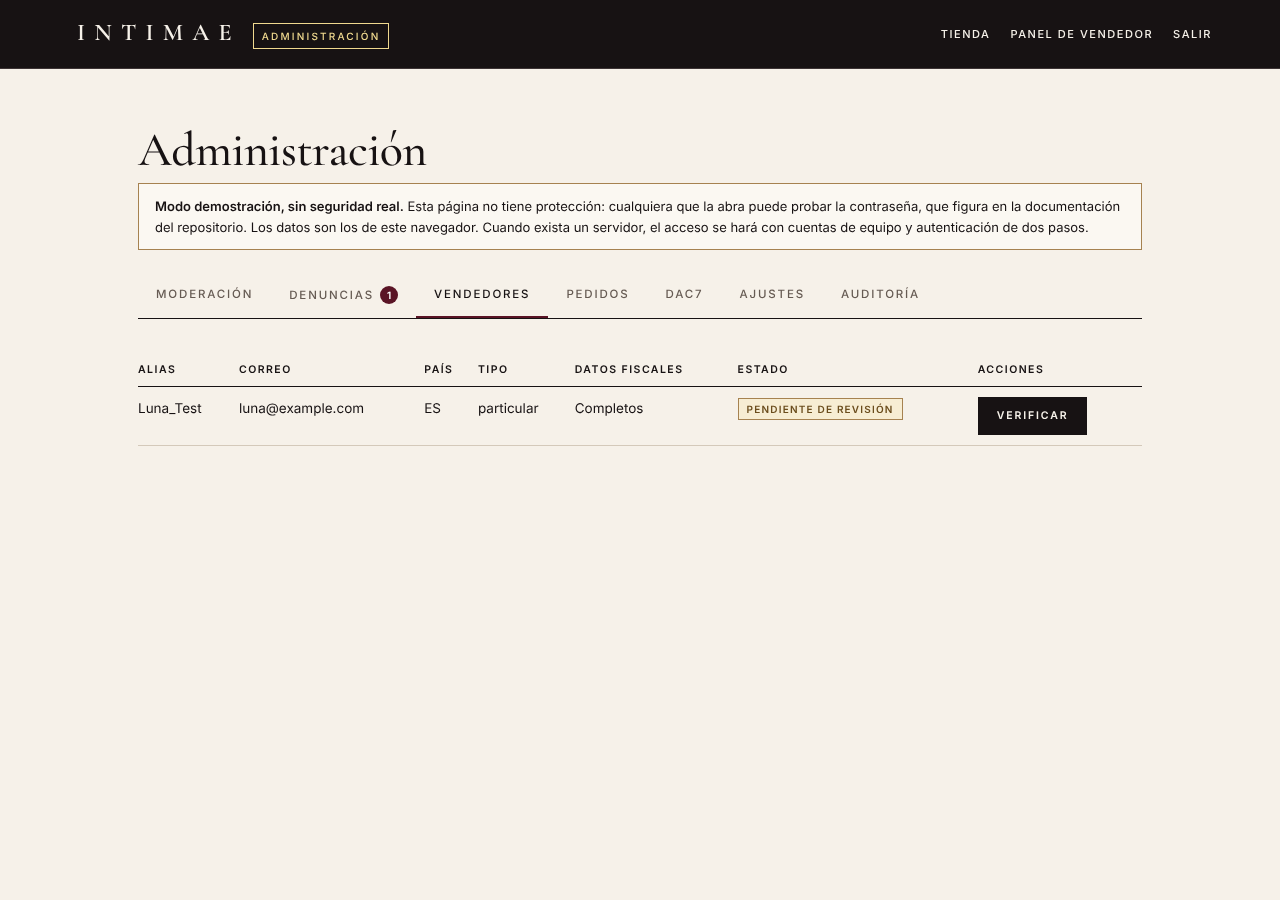 INTIMAE ADMINISTRACIÓN TIENDA PANEL DE VENDEDOR SALIR
Administración
Modo demostración, sin seguridad real. Esta página no tiene protección: cualquiera que la abra puede probar la contraseña, que figura en la documentación
del repositorio. Los datos son los de este navegador. Cuando exista un servidor, el acceso se hará con cuentas de equipo y autenticación de dos pasos.
MODERACIÓN DENUNCIAS 1 VENDEDORES PEDIDOS DAC7 AJUSTES AUDITORÍA
ALIAS CORREO PAÍS TIPO DATOS FISCALES ESTADO ACCIONES
Luna_Test luna@example.com ES particular Completos PENDIENTE DE REVISIÓN VERIFICAR